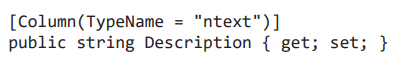 [Column(TypeName = "ntext")]
public string Description { get; set; }